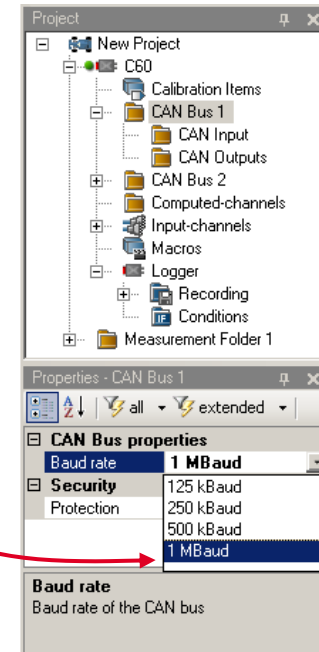 Project
New Project
C60
Calibration Items
CAN Bus 1
CAN Input
CAN Outputs
CAN Bus 2
Computed-channels
Input-channels
Macros
Logger
Recording
IF Conditions
Measurement Folder 1
Properties - CAN Bus 1
A Z all extended
CAN Bus properties
Baud rate 1 MBaud
Security
Protection
125 kBaud
250 kBaud
500 kBaud
1 MBaud
Baud rate
Baud rate of the CAN bus